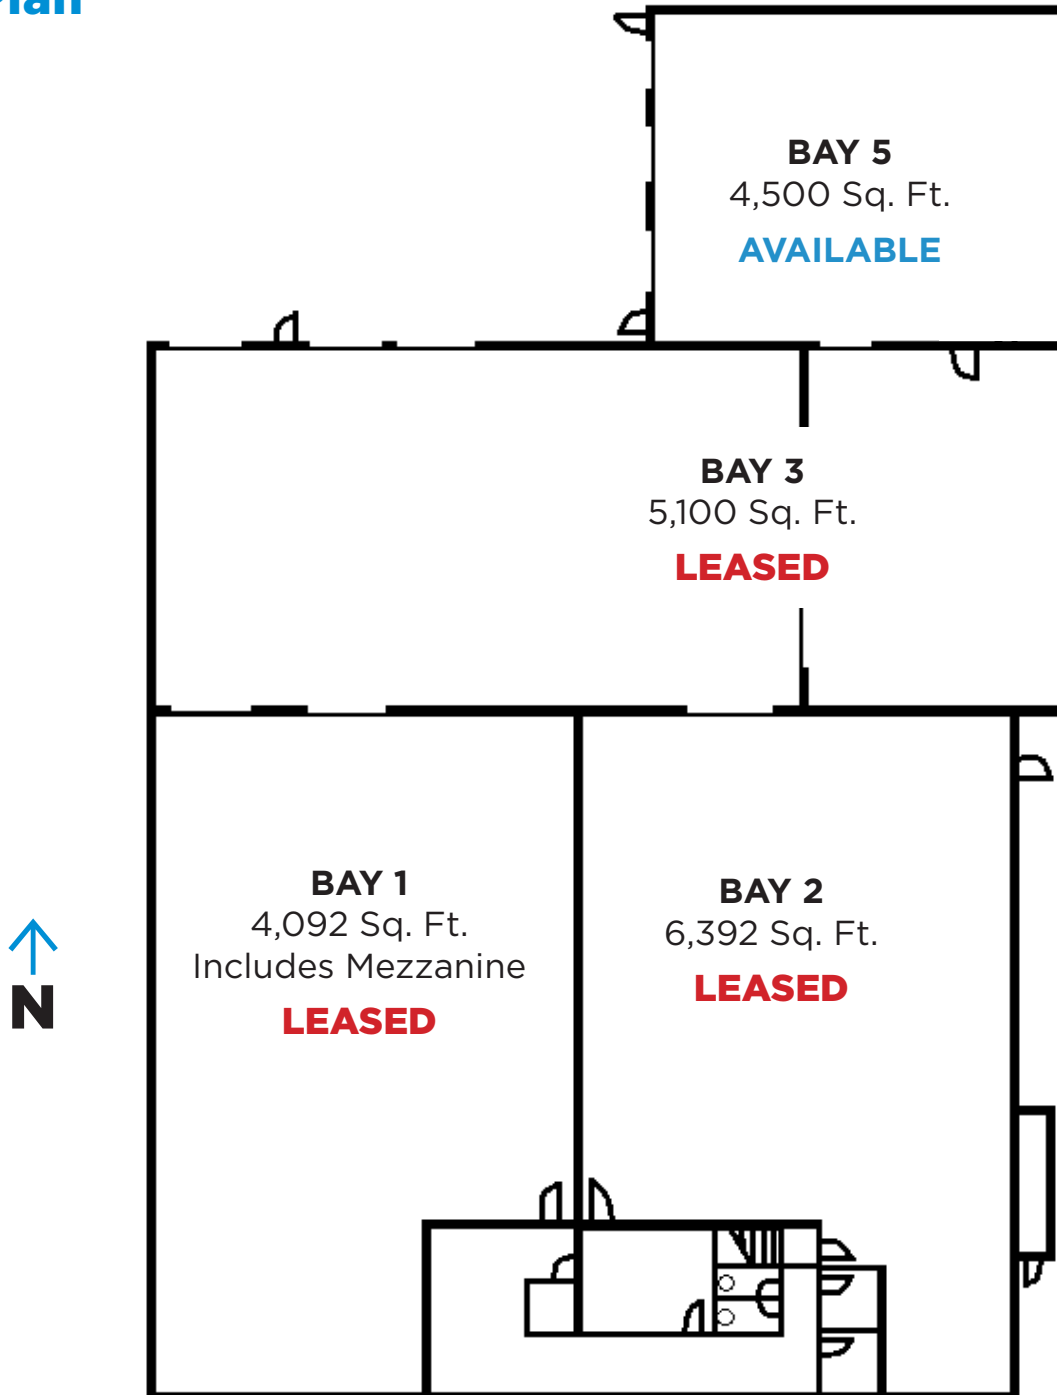 BAY 5
4,500 Sq. Ft.
AVAILABLE
BAY 3
5,100 Sq. Ft.
LEASED
BAY 1
4,092 Sq. Ft.
Includes Mezzanine
LEASED
BAY 2
6,392 Sq. Ft.
LEASED
N